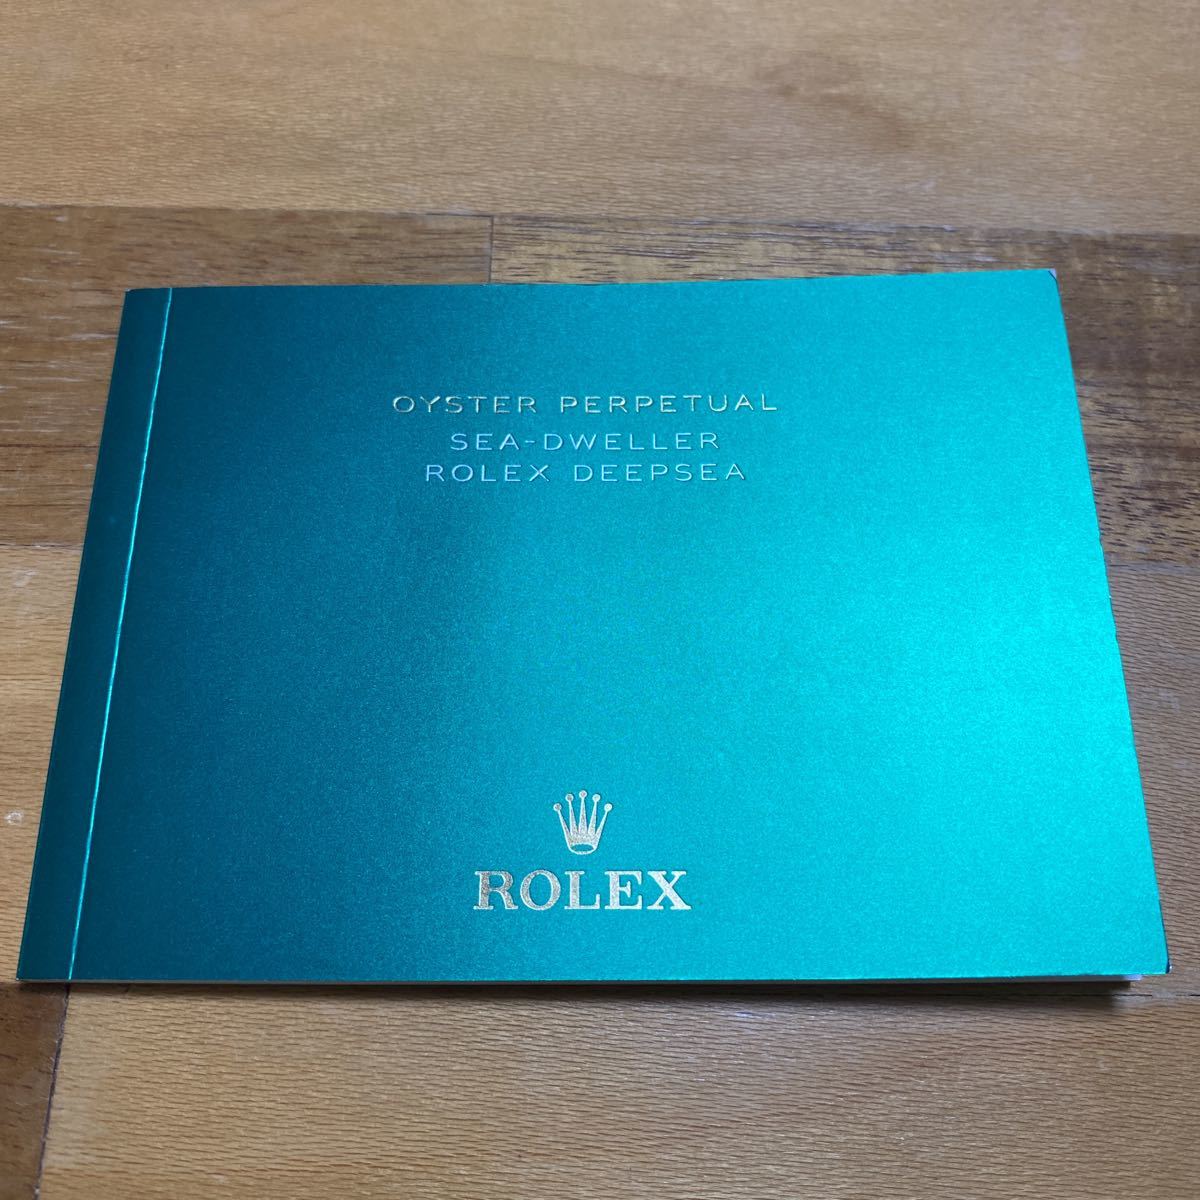 OYSTER PERPETUAL
SEA-DWELLER
ROLEX DEEPSEA
ROLEX